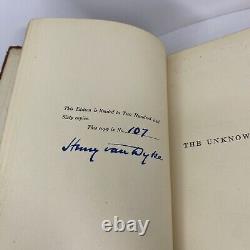 This Edition is limited to Two Hundred and
Sixty copies.
This copy is No. 107
Henry van Dyke
THE UNKNOW